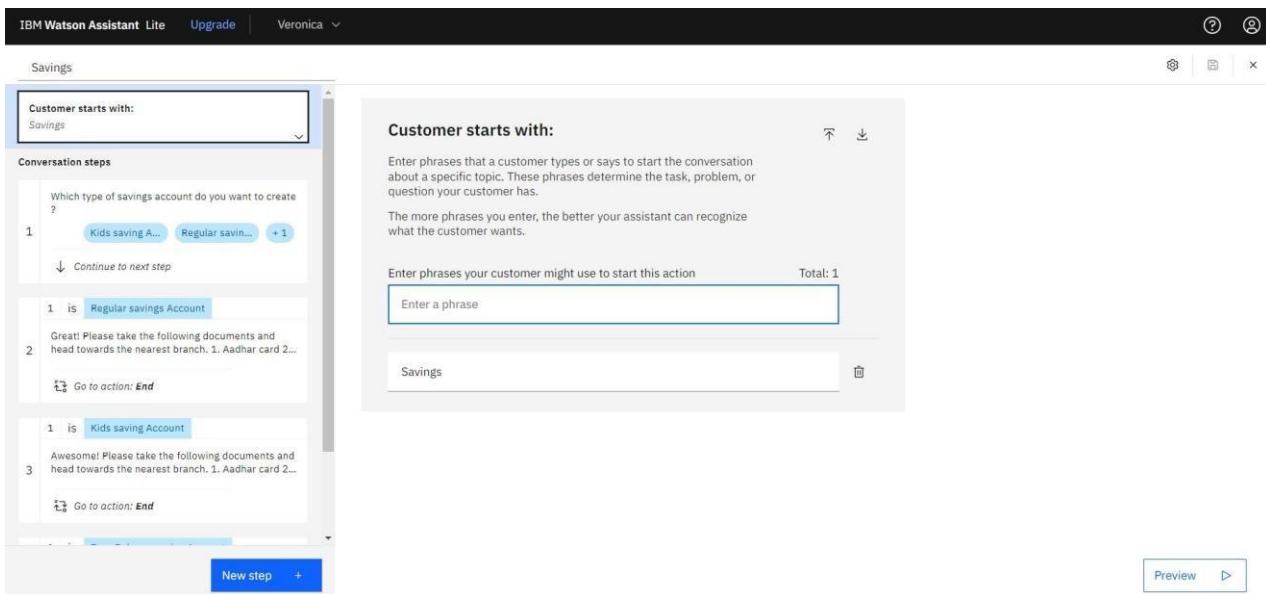 IBM Watson Assistant Lite Upgrade Veronica
Savings
Customer starts with:
Savings
Conversation steps
1
Which type of savings account do you want to create
?
Kids saving A... Regular savin... + 1
Continue to next step
1 is Regular savings Account
2
Great! Please take the following documents and
head towards the nearest branch. 1. Aadhar card 2...
Go to action: End
1 is Kids saving Account
3
Awesome! Please take the following documents and
head towards the nearest branch. 1. Aadhar card 2...
Go to action: End
New step +
Customer starts with:
Enter phrases that a customer types or says to start the conversation
about a specific topic. These phrases determine the task, problem, or
question your customer has.
The more phrases you enter, the better your assistant can recognize
what the customer wants.
Enter phrases your customer might use to start this action Total: 1
Enter a phrase
Savings
Preview